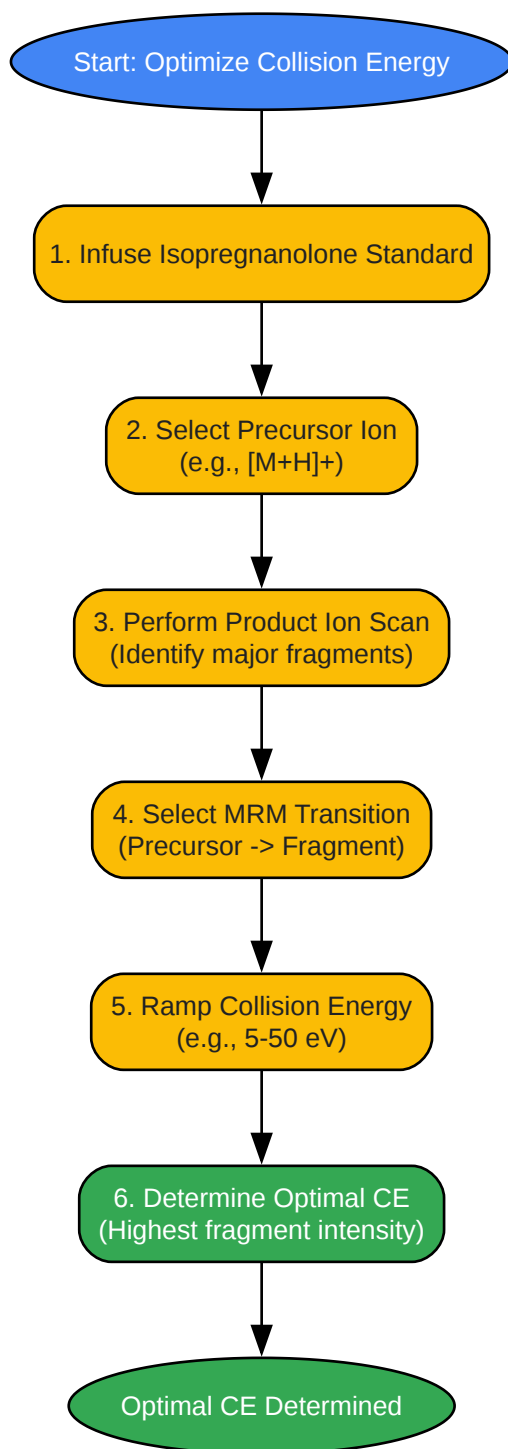 Start: Optimize Collision Energy
1. Infuse Isopregnanolone Standard
2. Select Precursor Ion
(e.g., [M+H]+)
3. Perform Product Ion Scan
(Identify major fragments)
4. Select MRM Transition
(Precursor -> Fragment)
5. Ramp Collision Energy
(e.g., 5-50 eV)
6. Determine Optimal CE
(Highest fragment intensity)
Optimal CE Determined